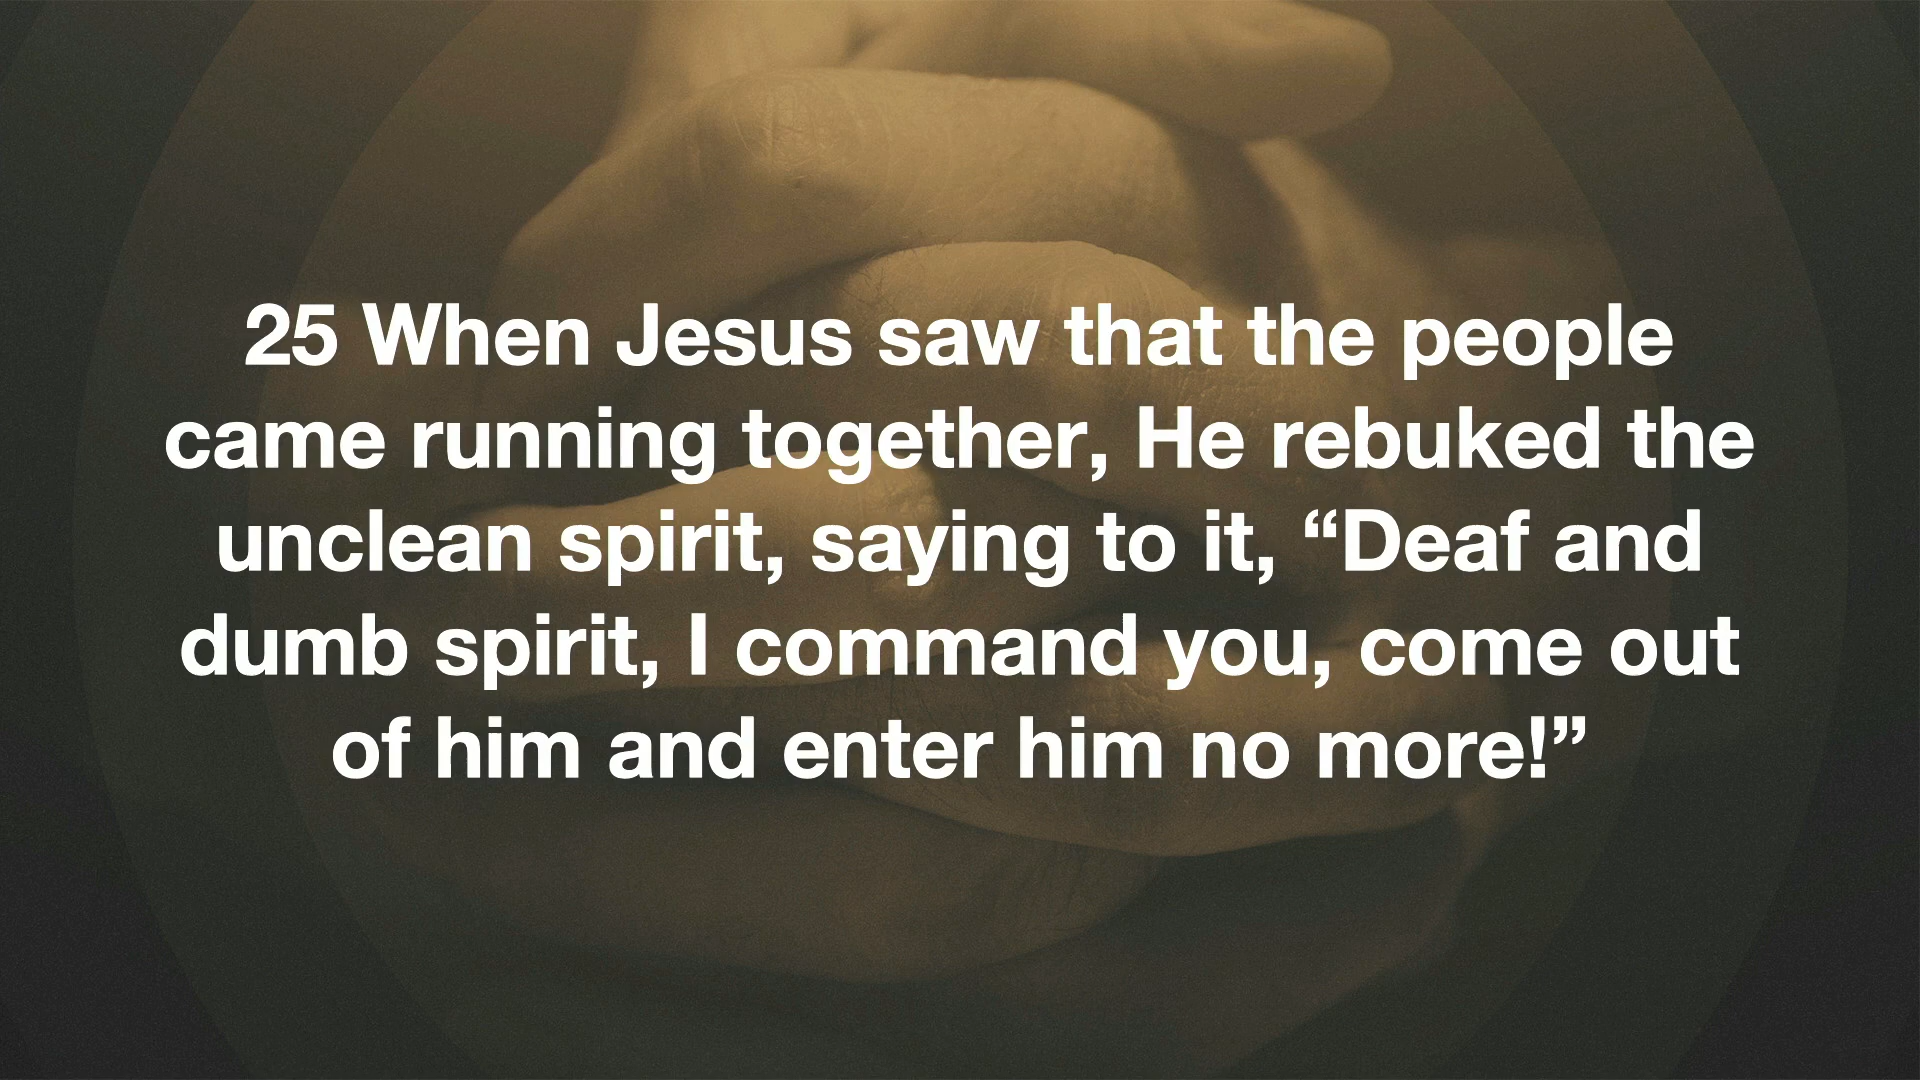 25 When Jesus saw that the people
came running together, He rebuked the
unclean spirit, saying to it, “Deaf and
dumb spirit, I command you, come out
of him and enter him no more!”